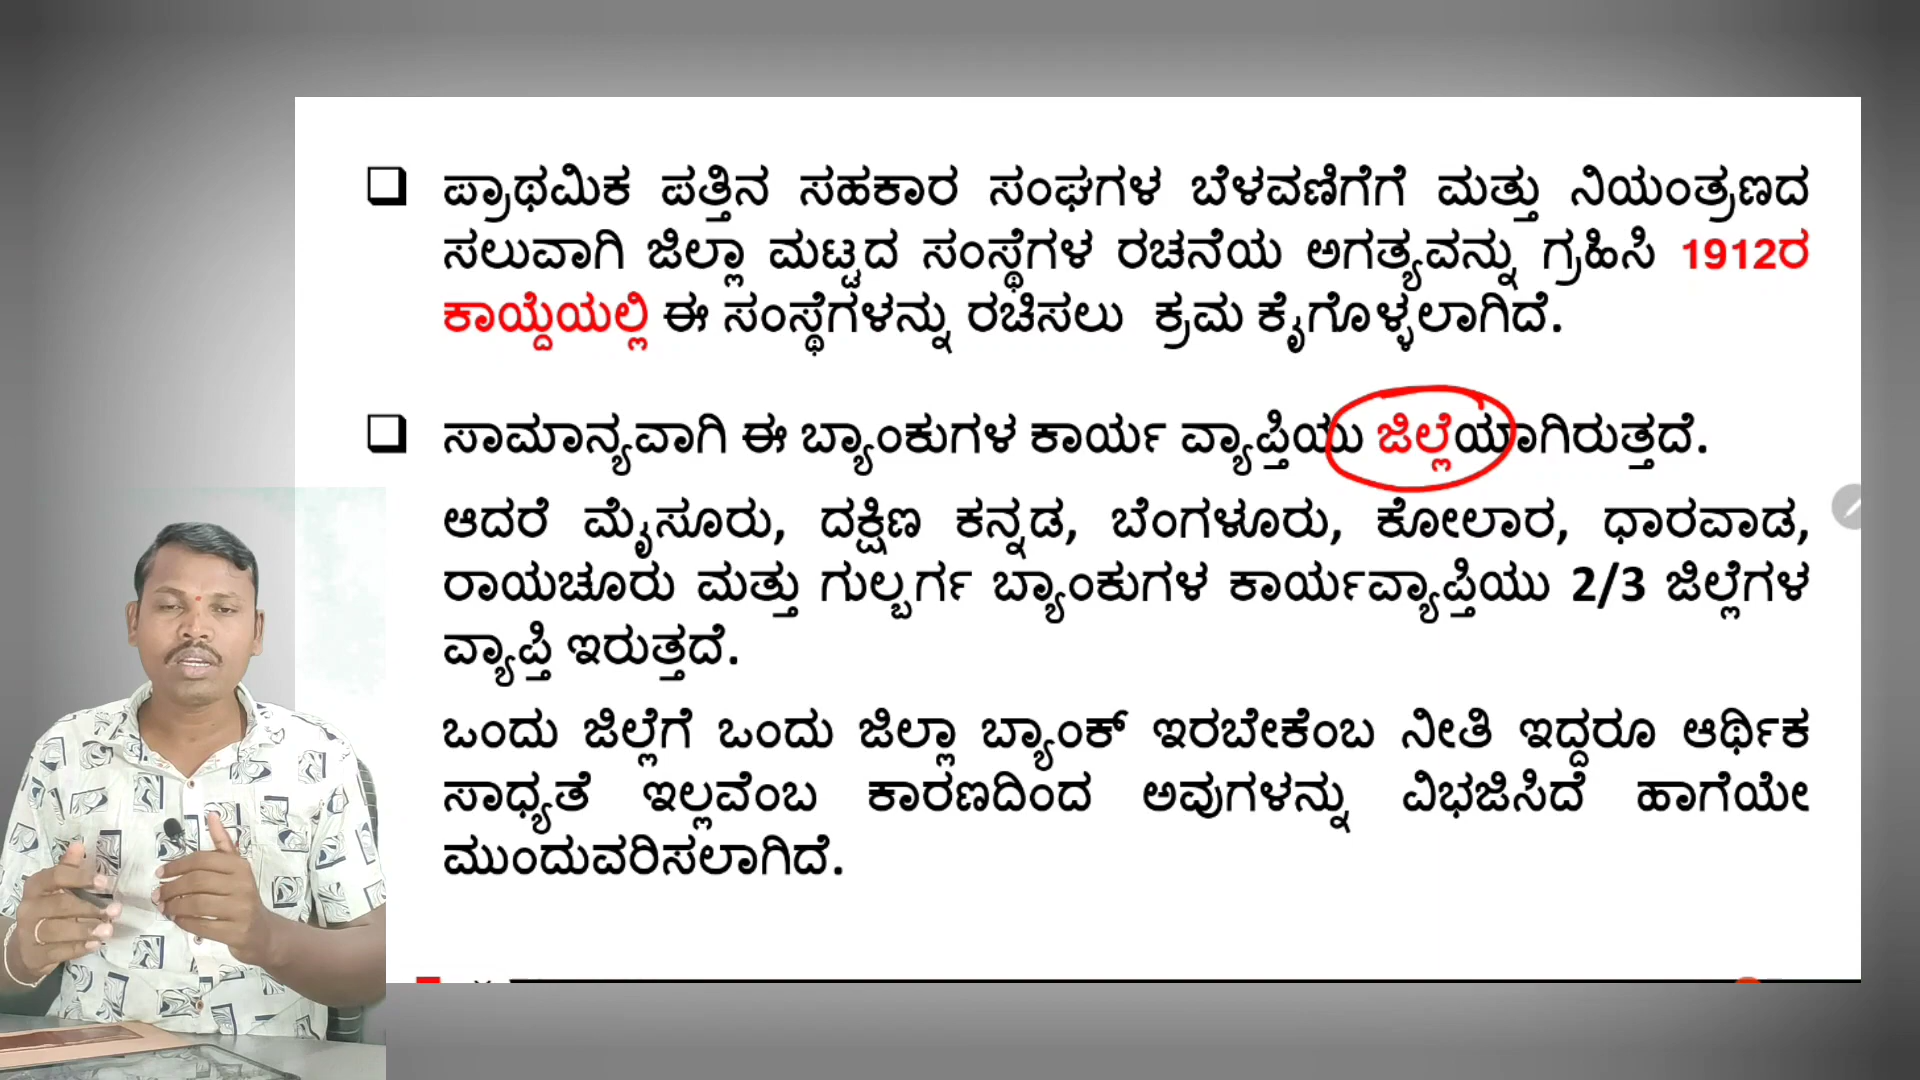 ಪ್ರಾಥಮಿಕ ಪತ್ತಿನ ಸಹಕಾರ ಸಂಘಗಳ ಬೆಳವಣಿಗೆಗೆ ಮತ್ತು ನಿಯಂತ್ರಣದ
ಸಲುವಾಗಿ ಜಿಲ್ಲಾ ಮಟ್ಟದ ಸಂಸ್ಥೆಗಳ ರಚನೆಯ ಅಗತ್ಯವನ್ನು ಗ್ರಹಿಸಿ 1912ರ
ಕಾಯ್ದೆಯಲ್ಲಿ ಈ ಸಂಸ್ಥೆಗಳನ್ನು ರಚಿಸಲು ಕ್ರಮ ಕೈಗೊಳ್ಳಲಾಗಿದೆ.
ಸಾಮಾನ್ಯವಾಗಿ ಈ ಬ್ಯಾಂಕುಗಳ ಕಾರ್ಯ ವ್ಯಾಪ್ತಿಯು ಜಿಲ್ಲೆಯಾಗಿರುತ್ತದೆ.
ಆದರೆ ಮೈಸೂರು, ದಕ್ಷಿಣ ಕನ್ನಡ, ಬೆಂಗಳೂರು, ಕೋಲಾರ, ಧಾರವಾಡ,
ರಾಯಚೂರು ಮತ್ತು ಗುಲ್ಬರ್ಗ ಬ್ಯಾಂಕುಗಳ ಕಾರ್ಯವ್ಯಾಪ್ತಿಯು 2/3 ಜಿಲ್ಲೆಗಳ
ವ್ಯಾಪ್ತಿ ಇರುತ್ತದೆ.
ಒಂದು ಜಿಲ್ಲೆಗೆ ಒಂದು ಜಿಲ್ಲಾ ಬ್ಯಾಂಕ್ ಇರಬೇಕೆಂಬ ನೀತಿ ಇದ್ದರೂ ಆರ್ಥಿಕ
ಸಾಧ್ಯತೆ ಇಲ್ಲವೆಂಬ ಕಾರಣದಿಂದ ಅವುಗಳನ್ನು ವಿಭಜಿಸಿದೆ ಹಾಗೆಯೇ
ಮುಂದುವರಿಸಲಾಗಿದೆ.